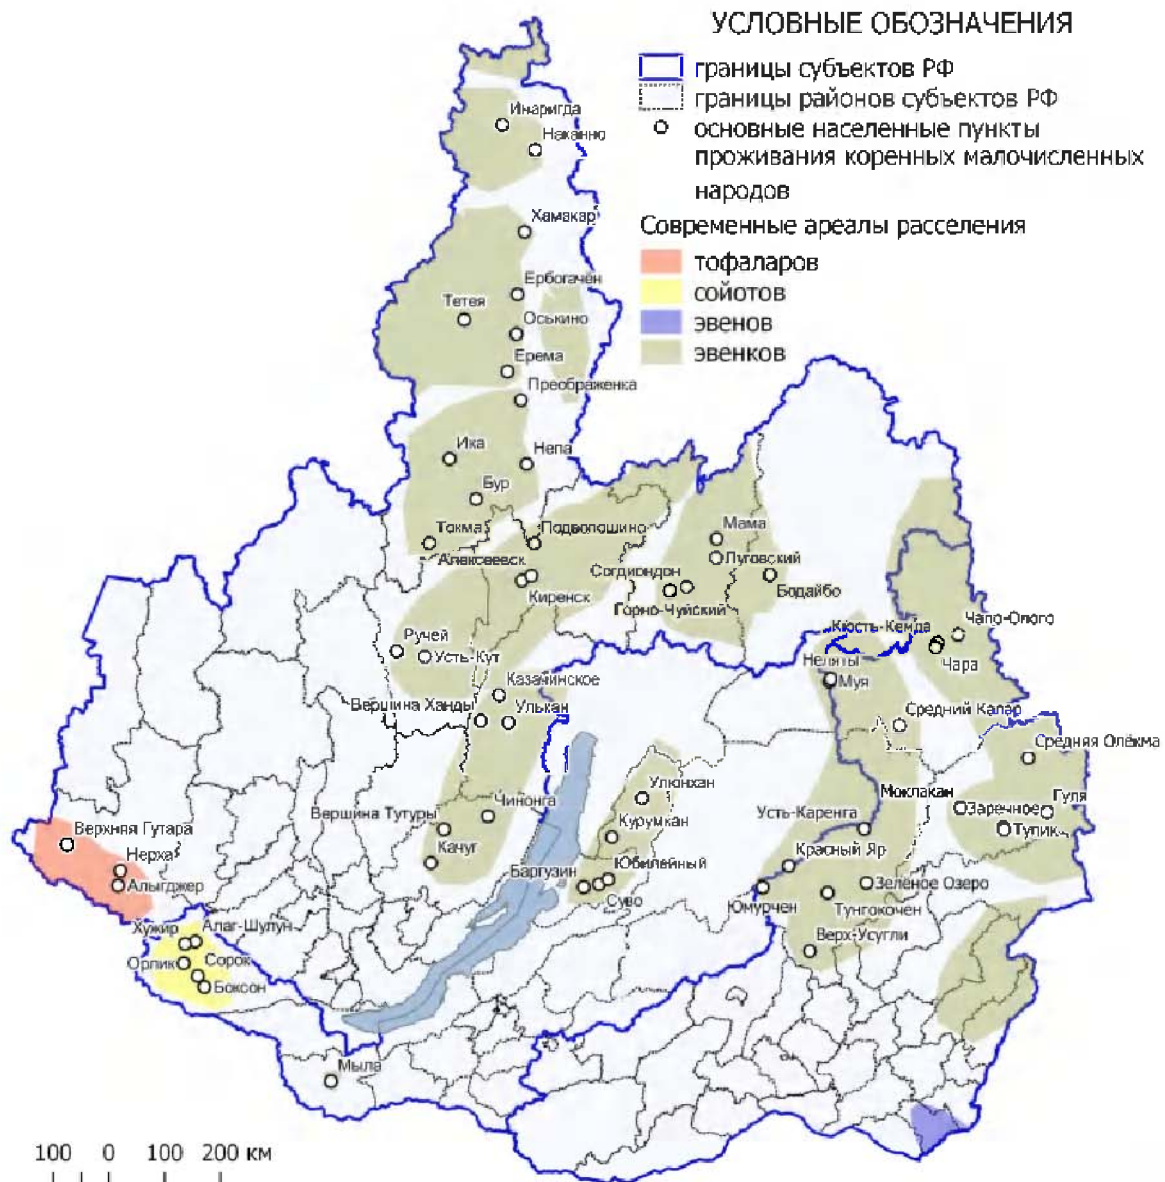 УСЛОВНЫЕ ОБОЗНАЧЕНИЯ
границы субъектов РФ
границы районов субъектов РФ
основные населенные пункты
проживания коренных малочисленных
народов
Современные ареалы расселения
тофаларов
сойотов
эвенов
эвенков
Инаригда
Наканно
Хамакар
Ербогачён
Тетея
Оськино
Ерема
Преображенка
Ика
Непа
Бур
Токма
Подволошино
Алексеевск
Киренск
Мама
Луговский
Согдиондон
Горно-Чуйский
Бодайбо
Кюсть-Кемда
Чапо-Олого
Чара
Ручей
Усть-Кут
Неляты
Муя
Казачинское
Вершина Ханды
Улькан
Средний Калар
Средняя Олёкма
Улюнхан
Моклакан
Заречное
Гуля
Тупик
Чинонга
Вершина Тутуры
Курумкан
Усть-Каренга
Верхняя Гутара
Нерха
Алыгджер
Качуг
Баргузин
Юбилейный
Суво
Красный Яр
Зелёное Озеро
Юмурчен
Тунгокочен
Верх-Усугли
Хужир
Алаг-Шулун
Орлик
Сорок
Боксон
Мыла
100 0 100 200 км